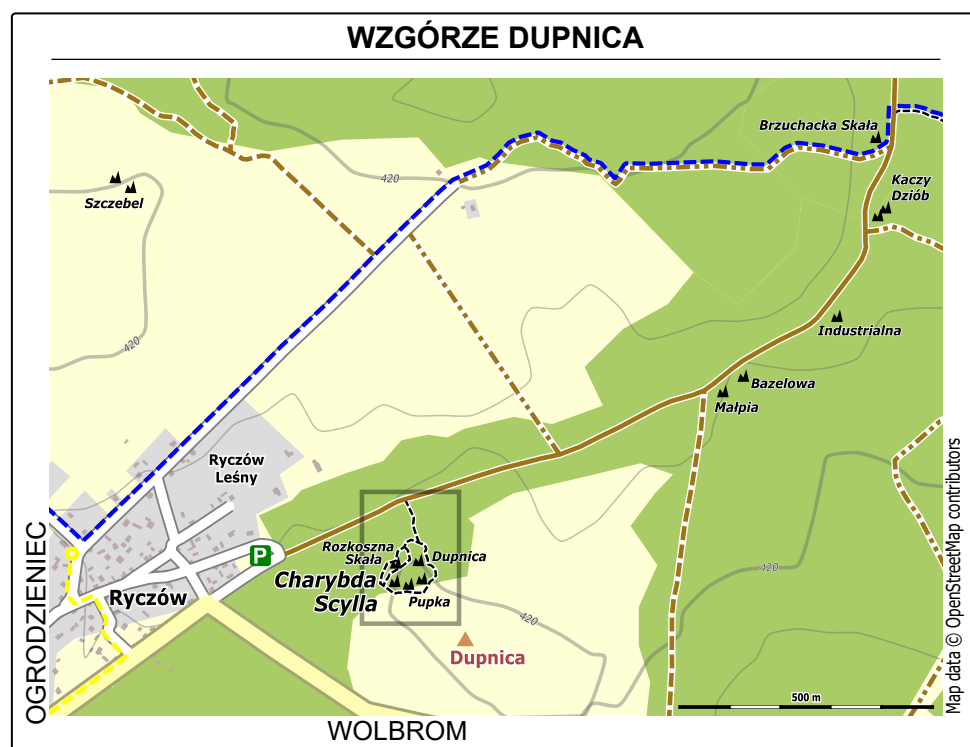 WZGÓRZE DUPNICA
Brzuchacka Skała
420
Kaczy
Dziób
Szczebel
420
Industrialna
Bazelowa
Małpia
Ryczów
Leśny
P
Rozkoszna
Skała
Dupnica
Charybda
Scylla
Pupka
Ryczów
420
420
Dupnica
500 m
OGRODZIENIEC
WOLBROM
Map data © OpenStreetMap contributors